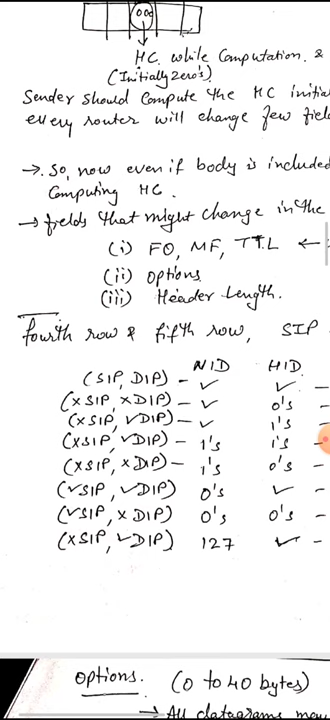 000
HC while Computation. &
(Initially Zero's)
Sender should Compute the HC initia
every router will change few fiel
→. So, now even if body is included
Computing HC.
→ fields that might change in the
(i) FO, MF, TTL ←
(ii) Options
(iii) Header Length.
fourth row & fifth row, SIP
NID HID
(SIP, DIP) - ✓ ✓ -
(×SIP, ×DIP) - ✓ 0's -
(×SIP, ✓DIP) - ✓ 1's -
(×SIP, ✓DIP) - 1's 1's -
(×SIP, ×DIP) - 1's 0's -
(✓SIP, ✓DIP) 0's ✓ -
(✓SIP, ×DIP) 0's 0's -
(×SIP, ✓DIP) 127 ✓ -
Options. (0 to 40 bytes)
→ All datagrams may